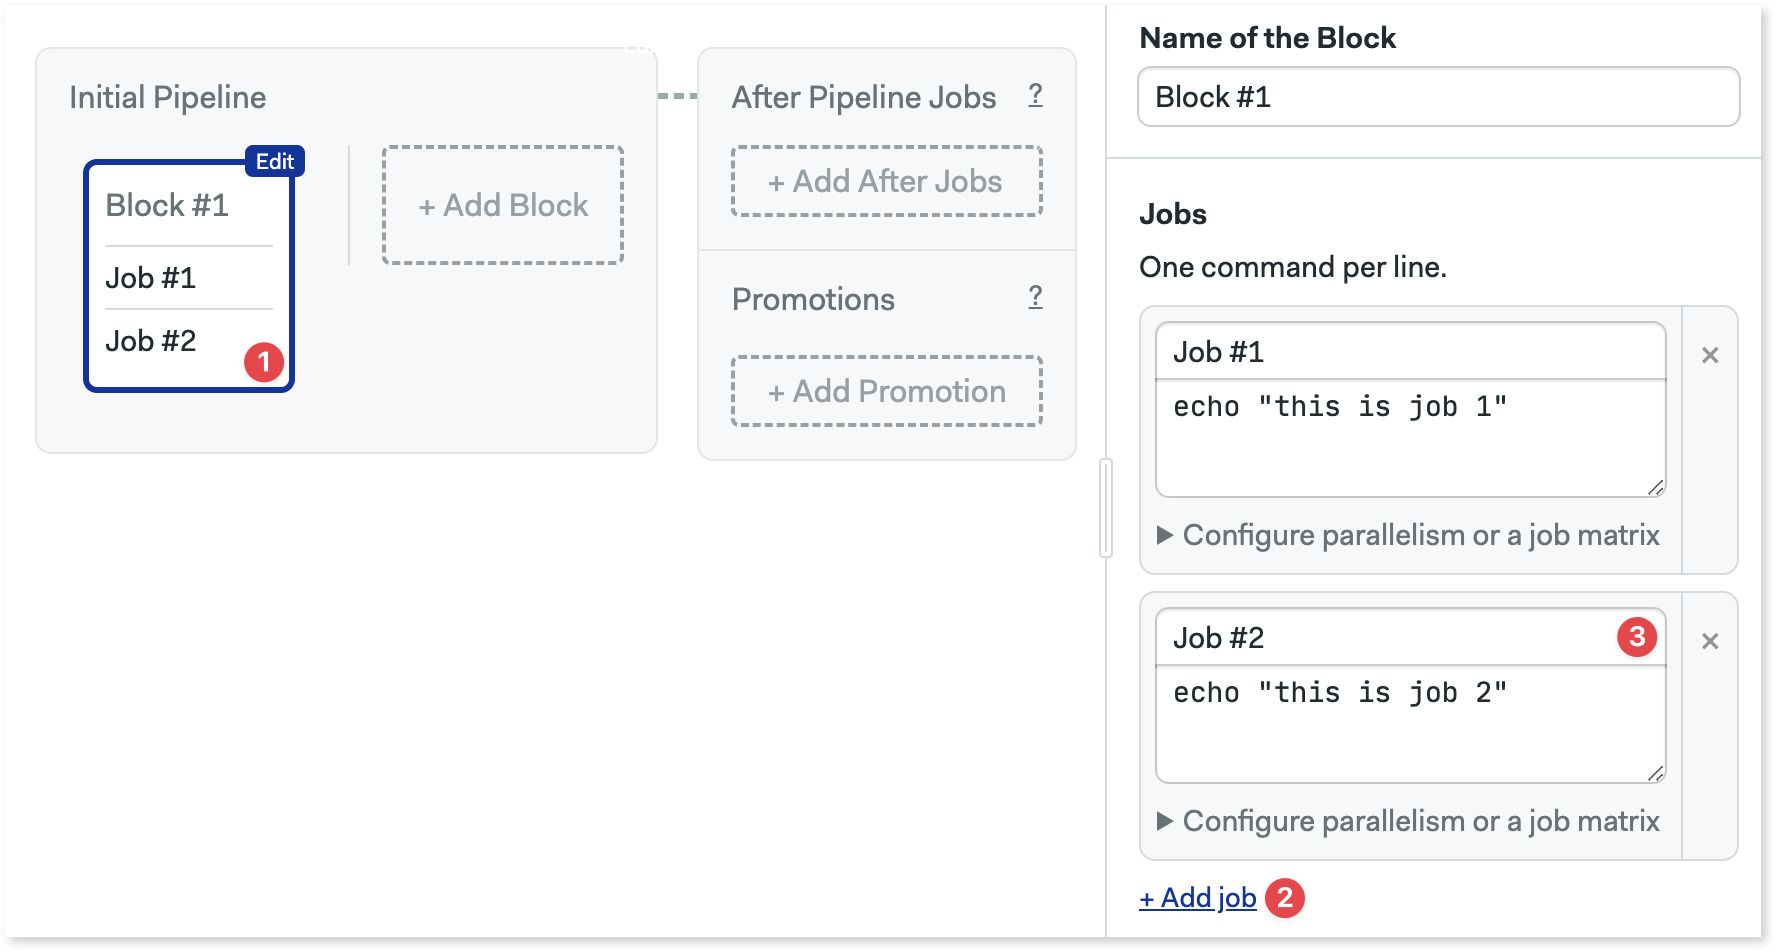 Initial Pipeline
Edit
Block #1
Job #1
Job #2
1
+ Add Block
After Pipeline Jobs ?
+ Add After Jobs
Promotions ?
+ Add Promotion
Name of the Block
Block #1
Jobs
One command per line.
Job #1
×
echo "this is job 1"
▶ Configure parallelism or a job matrix
Job #2
3
×
echo "this is job 2"
▶ Configure parallelism or a job matrix
+ Add job 2